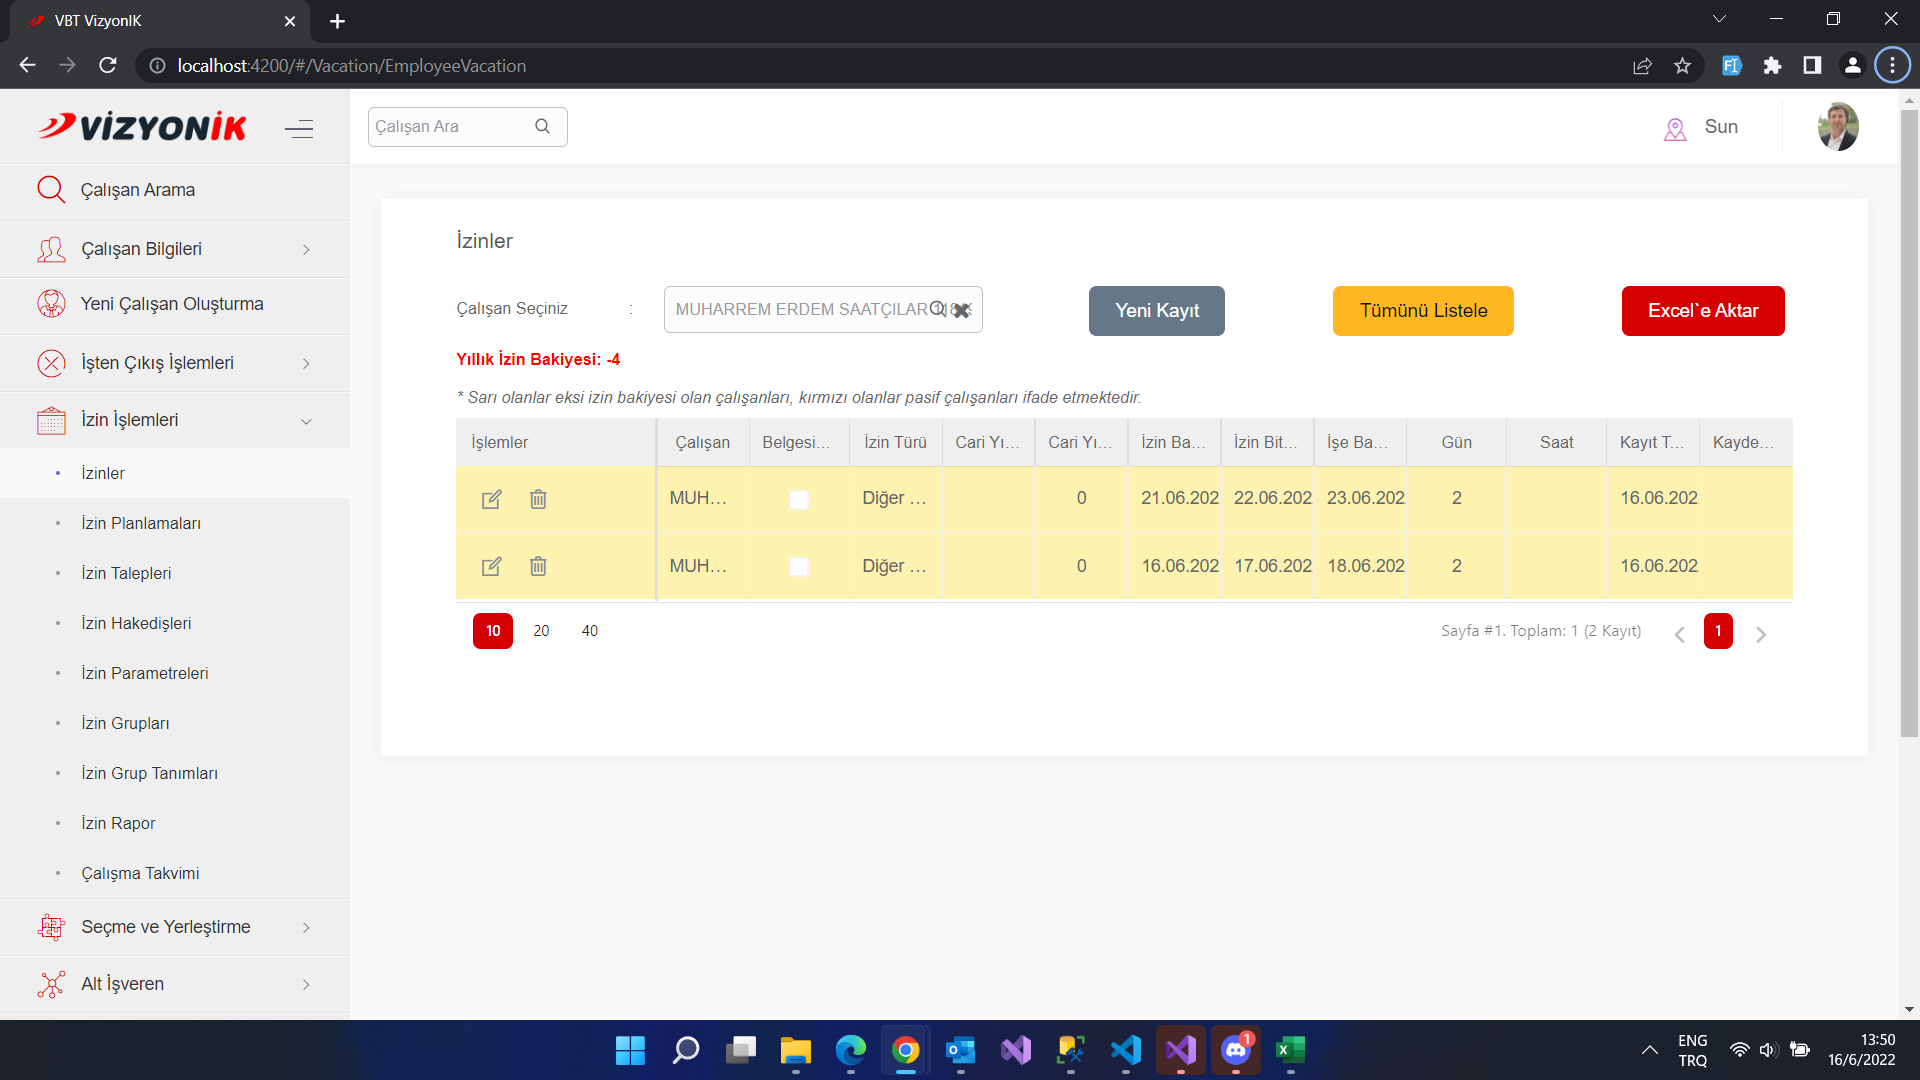 VBT VizyonIK
localhost:4200/#/Vacation/EmployeeVacation
VİZYONİK
Çalışan Ara
Sun
Çalışan Arama
Çalışan Bilgileri
Yeni Çalışan Oluşturma
İşten Çıkış İşlemleri
İzin İşlemleri
İzinler
İzin Planlamaları
İzin Talepleri
İzin Hakedişleri
İzin Parametreleri
İzin Grupları
İzin Grup Tanımları
İzin Rapor
Çalışma Takvimi
Seçme ve Yerleştirme
Alt İşveren
İzinler
Çalışan Seçiniz : MUHARREM ERDEM SAATÇILAR Yeni Kayıt Tümünü Listele Excel`e Aktar
Yıllık İzin Bakiyesi: -4
* Sarı olanlar eksi izin bakiyesi olan çalışanları, kırmızı olanlar pasif çalışanları ifade etmektedir.
İşlemler Çalışan Belgesi... İzin Türü Cari Yı... Cari Yı... İzin Ba... İzin Bit... İşe Ba... Gün Saat Kayıt T... Kayde...
MUH... Diğer ... 0 21.06.202 22.06.202 23.06.202 2 16.06.202
MUH... Diğer ... 0 16.06.202 17.06.202 18.06.202 2 16.06.202
10 20 40 Sayfa #1. Toplam: 1 (2 Kayıt) 1
1
ENG
TRQ
13:50
16/6/2022